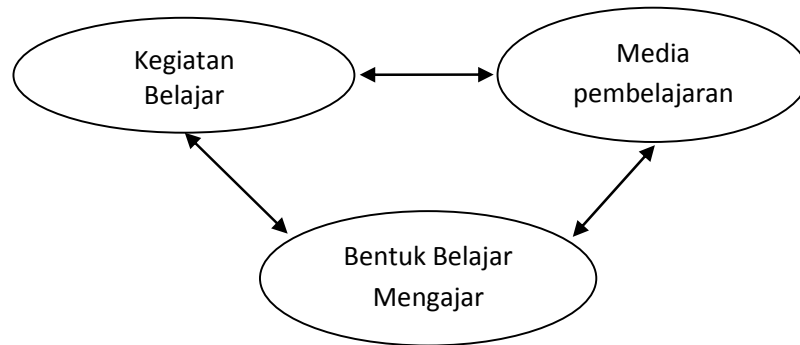 Kegiatan
Belajar
Media
pembelajaran
Bentuk Belajar
Mengajar